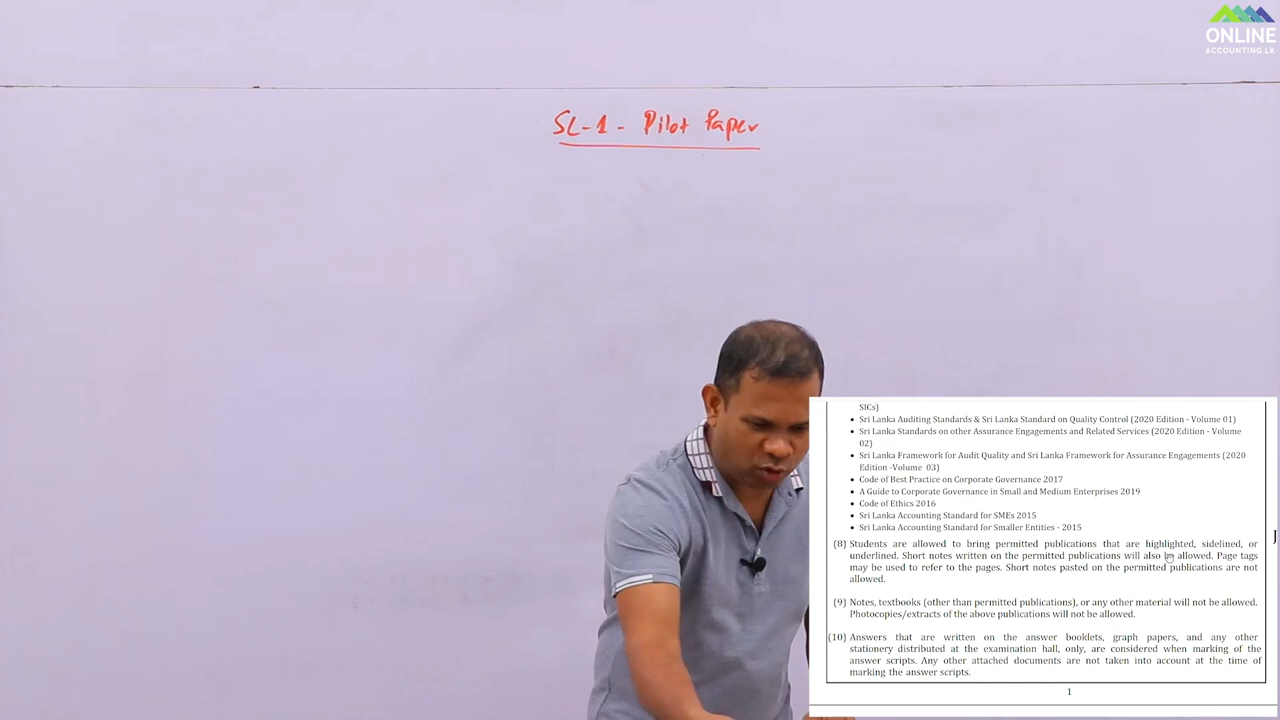 ONLINE
ACCOUNTING.LK
SL-1 - Pilot Paper
SICs)
• Sri Lanka Auditing Standards & Sri Lanka Standard on Quality Control (2020 Edition - Volume 01)
• Sri Lanka Standards on other Assurance Engagements and Related Services (2020 Edition - Volume
02)
• Sri Lanka Framework for Audit Quality and Sri Lanka Framework for Assurance Engagements (2020
Edition -Volume 03)
• Code of Best Practice on Corporate Governance 2017
• A Guide to Corporate Governance in Small and Medium Enterprises 2019
• Code of Ethics 2016
• Sri Lanka Accounting Standard for SMEs 2015
• Sri Lanka Accounting Standard for Smaller Entities - 2015
(8) Students are allowed to bring permitted publications that are highlighted, sidelined, or
underlined. Short notes written on the permitted publications will also be allowed. Page tags
may be used to refer to the pages. Short notes pasted on the permitted publications are not
allowed.
(9) Notes, textbooks (other than permitted publications), or any other material will not be allowed.
Photocopies/extracts of the above publications will not be allowed.
(10) Answers that are written on the answer booklets, graph papers, and any other
stationery distributed at the examination hall, only, are considered when marking of the
answer scripts. Any other attached documents are not taken into account at the time of
marking the answer scripts.
1